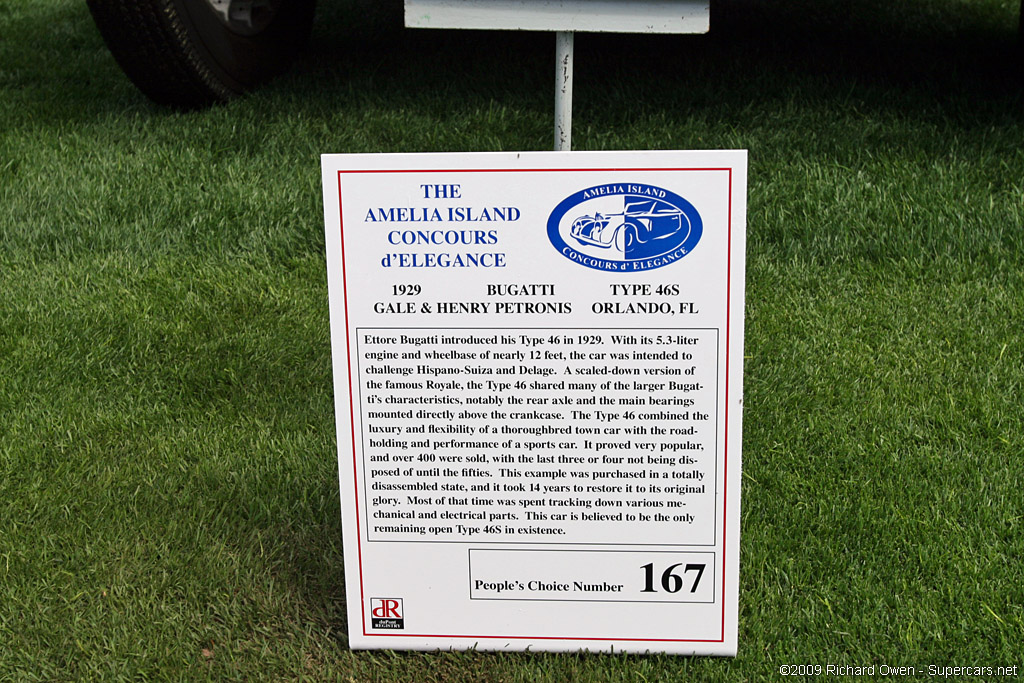 THE
AMELIA ISLAND
CONCOURS
d'ELEGANCE
AMELIA ISLAND
CONCOURS d' ELEGANCE
1929 BUGATTI TYPE 46S
GALE & HENRY PETRONIS ORLANDO, FL
Ettore Bugatti introduced his Type 46 in 1929. With its 5.3-liter
engine and wheelbase of nearly 12 feet, the car was intended to
challenge Hispano-Suiza and Delage. A scaled-down version of
the famous Royale, the Type 46 shared many of the larger Bugat-
ti's characteristics, notably the rear axle and the main bearings
mounted directly above the crankcase. The Type 46 combined the
luxury and flexibility of a thoroughbred town car with the road-
holding and performance of a sports car. It proved very popular,
and over 400 were sold, with the last three or four not being dis-
posed of until the fifties. This example was purchased in a totally
disassembled state, and it took 14 years to restore it to its original
glory. Most of that time was spent tracking down various me-
chanical and electrical parts. This car is believed to be the only
remaining open Type 46S in existence.
People's Choice Number 167
dR
duPont
REGISTRY
©2009 Richard Owen - Supercars.net